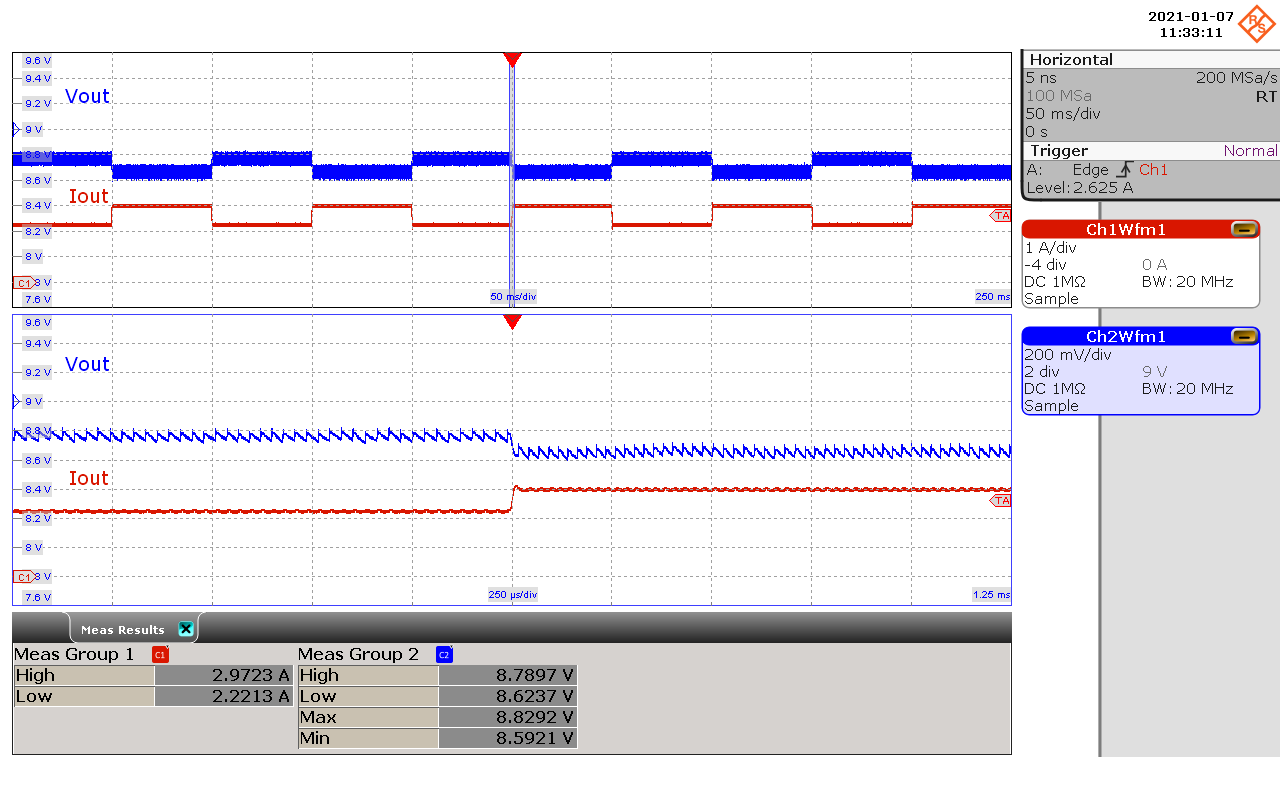 2021-01-07
11:33:11
R&S
Horizontal
5 ns 200 MSa/s
100 MSa RT
50 ms/div
0 s
Trigger Normal
A: Edge Ch1
Level: 2.625 A
Ch1Wfm1
1 A/div
-4 div 0 A
DC 1MΩ BW: 20 MHz
Sample
Ch2Wfm1
200 mV/div
2 div 9 V
DC 1MΩ BW: 20 MHz
Sample
9.6 V
9.4 V
Vout
9.2 V
9 V
8.8 V
8.6 V
Iout
8.4 V
TA
8.2 V
8 V
C1 8 V
7.6 V
50 ms/div
250 ms
9.6 V
9.4 V
Vout
9.2 V
9 V
8.8 V
8.6 V
Iout
8.4 V
TA
8.2 V
8 V
C1 8 V
7.6 V
250 µs/div
1.25 ms
Meas Results
Meas Group 1 C1
High 2.9723 A
Low 2.2213 A
Meas Group 2 C2
High 8.7897 V
Low 8.6237 V
Max 8.8292 V
Min 8.5921 V